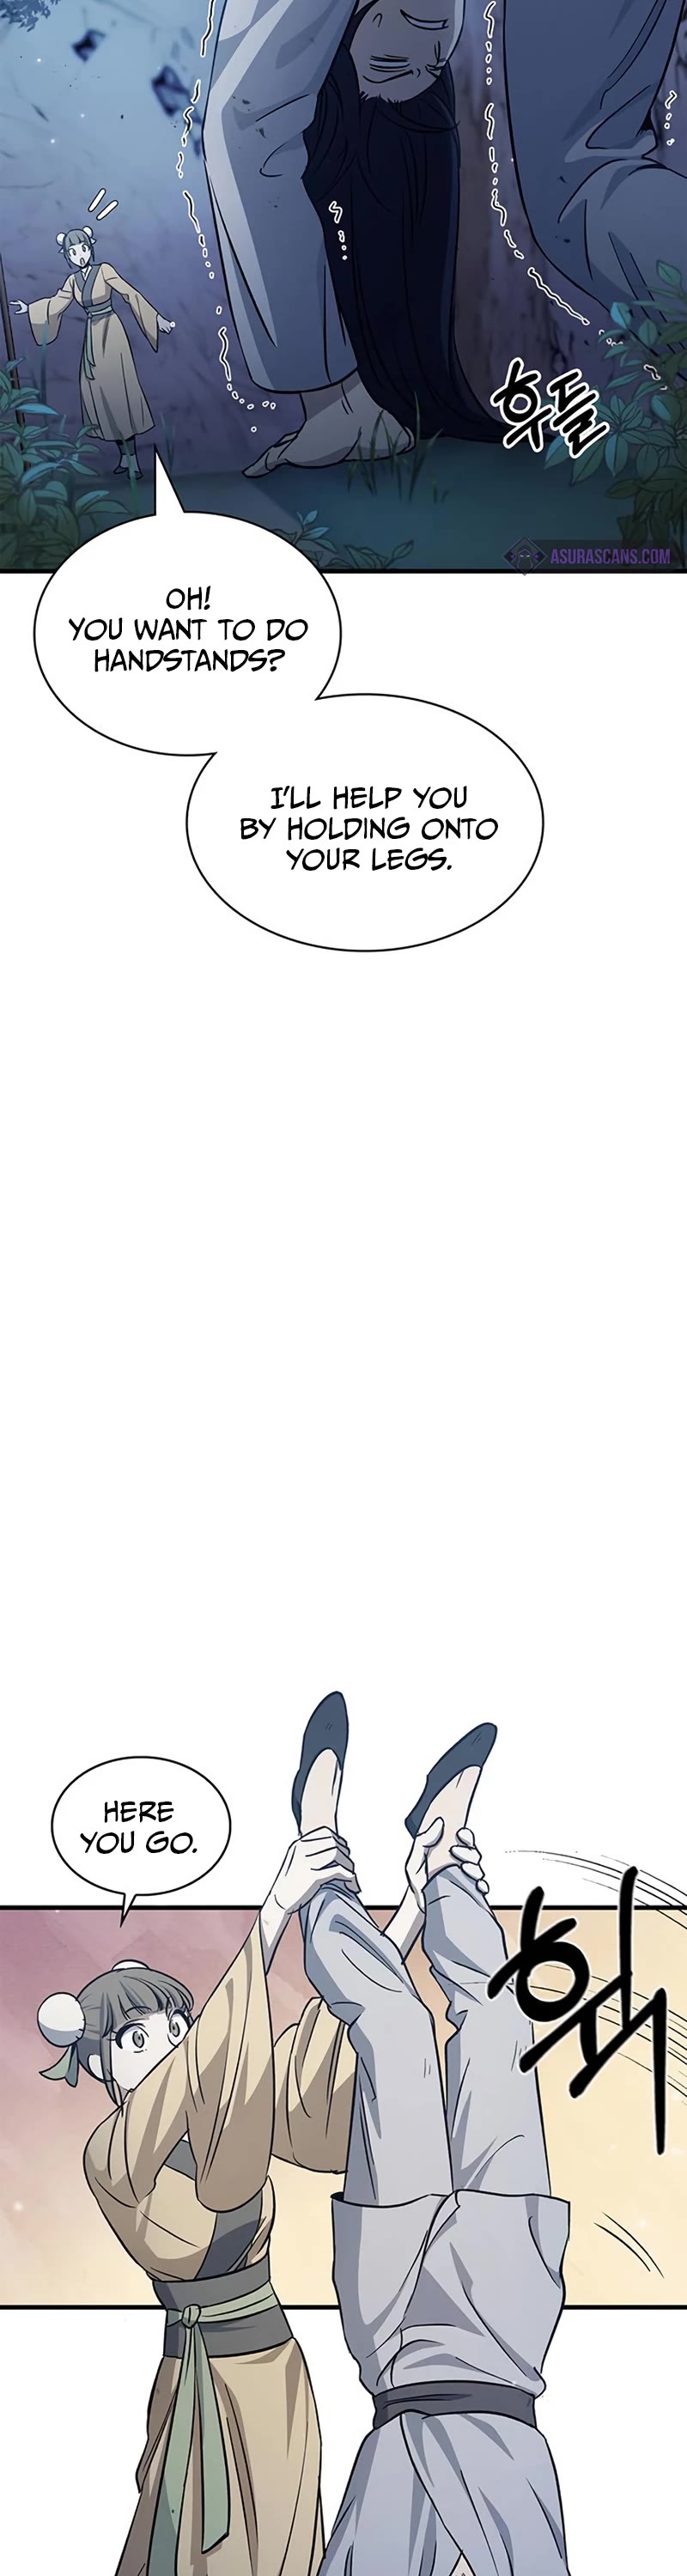 후들
ASURASCANS.COM
OH!
YOU WANT TO DO
HANDSTANDS?
I'LL HELP YOU
BY HOLDING ONTO
YOUR LEGS.
HERE
YOU GO.
휙